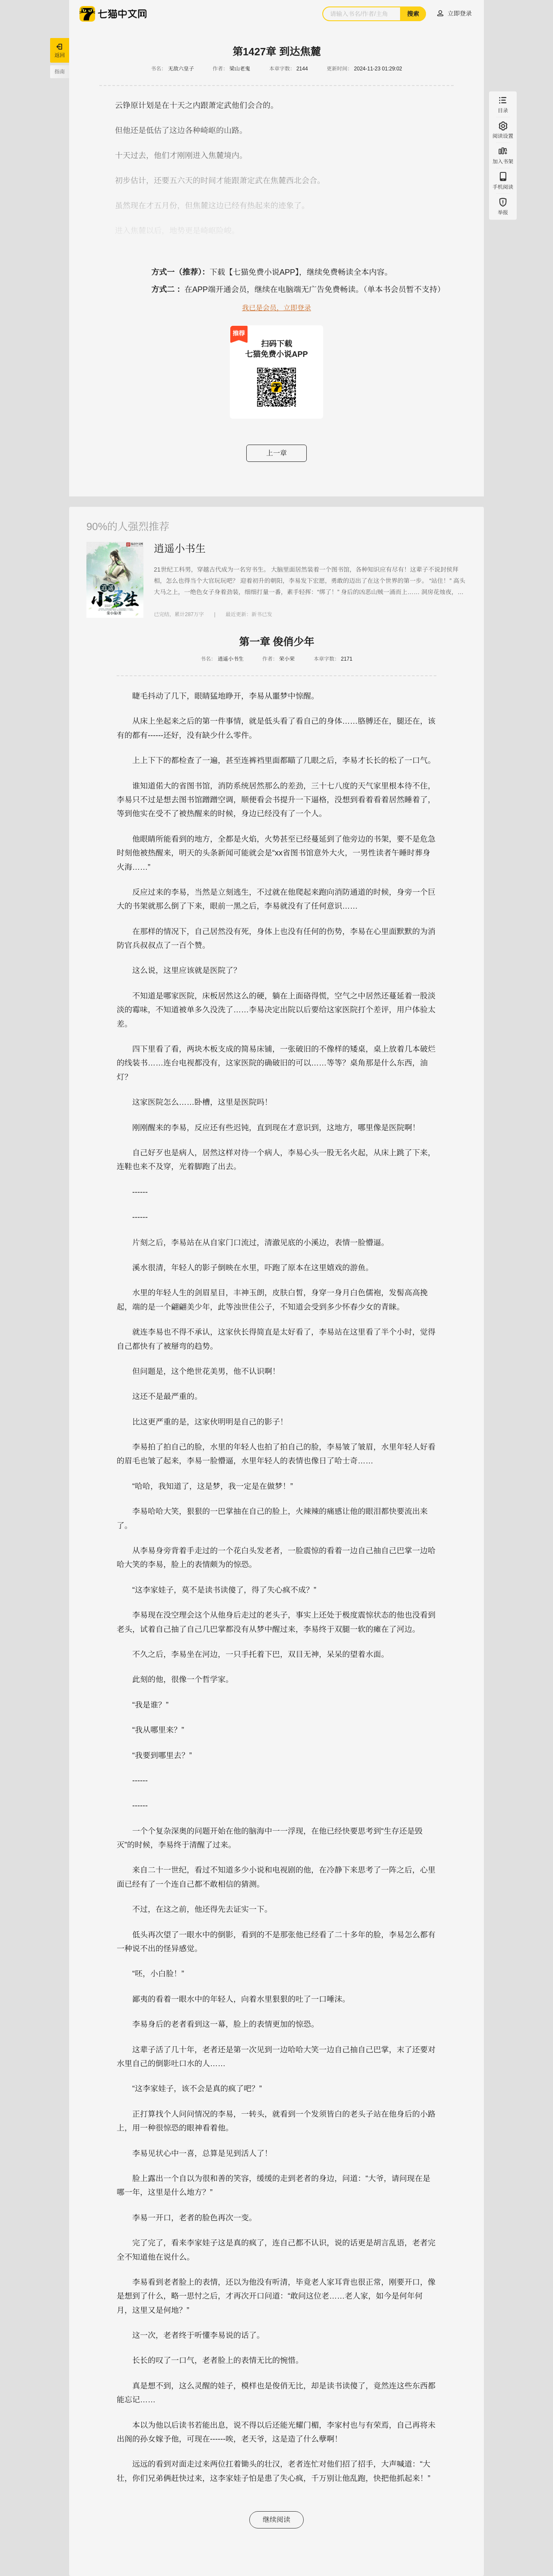 七猫中文网
请输入书名/作者/主角
搜索
立即登录
返回
指南
目录
阅读设置
加入书架
手机阅读
举报
第1427章 到达焦麓
书名： 无敌六皇子 作者： 梁山老鬼 本章字数： 2144 更新时间： 2024-11-23 01:29:02
云铮原计划是在十天之内跟萧定武他们会合的。
但他还是低估了这边各种崎岖的山路。
十天过去，他们才刚刚进入焦麓境内。
初步估计，还要五六天的时间才能跟萧定武在焦麓西北会合。
虽然现在才五月份，但焦麓这边已经有热起来的迹象了。
方式一（推荐）：下载【七猫免费小说APP】，继续免费畅读全本内容。
方式二 ： 在APP端开通会员，继续在电脑端无广告免费畅读。（单本书会员暂不支持）
我已是会员，立即登录
推荐
扫码下载
七猫免费小说APP
上一章
90%的人强烈推荐
逍遥小书生
逍遥小书生
21世纪工科男，穿越古代成为一名穷书生， 大脑里面居然装着一个图书馆，各种知识应有尽有！这辈子不说封侯拜
相，怎么也得当个大官玩玩吧？ 迎着初升的朝阳，李易发下宏愿，勇敢的迈出了在这个世界的第一步， "站住！" 高头
大马之上，一绝色女子身着劲装，细细打量一番，素手轻挥："绑了！" 身后的凶恶山贼一涌而上…… 洞房花烛夜，...
已完结，累计187万字 | 最近更新：新书已发
第一章 俊俏少年
书名： 逍遥小书生 作者： 荣小荣 本章字数： 2171
睫毛抖动了几下，眼睛猛地睁开，李易从噩梦中惊醒。
从床上坐起来之后的第一件事情，就是低头看了看自己的身体……胳膊还在，腿还在，该
有的都有------还好，没有缺少什么零件。
上上下下的都检查了一遍，甚至连裤裆里面都瞄了几眼之后，李易才长长的松了一口气。
谁知道偌大的省图书馆，消防系统居然那么的差劲，三十七八度的天气家里根本待不住，
李易只不过是想去图书馆蹭蹭空调，顺便看会书提升一下逼格，没想到看着看着居然睡着了，
等到他实在受不了被热醒来的时候，身边已经没有了一个人。
他眼睛所能看到的地方，全都是火焰，火势甚至已经蔓延到了他旁边的书架，要不是危急
时刻他被热醒来，明天的头条新闻可能就会是"xx省图书馆意外大火，一男性读者午睡时葬身
火海……"
反应过来的李易，当然是立刻逃生，不过就在他爬起来跑向消防通道的时候，身旁一个巨
大的书架就那么倒了下来，眼前一黑之后，李易就没有了任何意识……
在那样的情况下，自己居然没有死，身体上也没有任何的伤势，李易在心里面默默的为消
防官兵叔叔点了一百个赞。
这么说，这里应该就是医院了？
不知道是哪家医院，床板居然这么的硬，躺在上面硌得慌，空气之中居然还蔓延着一股淡
淡的霉味，不知道被单多久没洗了……李易决定出院以后要给这家医院打个差评，用户体验太
差。
四下里看了看，两块木板支成的简易床铺，一张破旧的不像样的矮桌，桌上放着几本破烂
的线装书……连台电视都没有，这家医院的确破旧的可以……等等？桌角那是什么东西，油
灯？
这家医院怎么……卧槽，这里是医院吗！
刚刚醒来的李易，反应还有些迟钝，直到现在才意识到，这地方，哪里像是医院啊！
自己好歹也是病人，居然这样对待一个病人，李易心头一股无名火起，从床上跳了下来，
连鞋也来不及穿，光着脚跑了出去。
------
------
片刻之后，李易站在从自家门口流过，清澈见底的小溪边，表情一脸懵逼。
溪水很清，年轻人的影子倒映在水里，吓跑了原本在这里嬉戏的游鱼。
水里的年轻人生的剑眉星目，丰神玉朗，皮肤白皙，身穿一身月白色儒袍，发髻高高挽
起，端的是一个翩翩美少年，此等浊世佳公子，不知道会受到多少怀春少女的青睐。
就连李易也不得不承认，这家伙长得简直是太好看了，李易站在这里看了半个小时，觉得
自己都快有了被掰弯的趋势。
但问题是，这个绝世花美男，他不认识啊！
这还不是最严重的。
比这更严重的是，这家伙明明是自己的影子！
李易拍了拍自己的脸，水里的年轻人也拍了拍自己的脸，李易皱了皱眉，水里年轻人好看
的眉毛也皱了起来，李易一脸懵逼，水里年轻人的表情也像日了哈士奇……
"哈哈，我知道了，这是梦，我一定是在做梦！"
李易哈哈大笑，狠狠的一巴掌抽在自己的脸上，火辣辣的痛感让他的眼泪都快要流出来
了。
从李易身旁背着手走过的一个花白头发老者，一脸震惊的看着一边自己抽自己巴掌一边哈
哈大笑的李易，脸上的表情颇为的惊恐。
"这李家娃子，莫不是读书读傻了，得了失心疯不成？"
李易现在没空理会这个从他身后走过的老头子，事实上还处于极度震惊状态的他也没看到
老头，试着自己抽了自己几巴掌都没有从梦中醒过来，李易终于双腿一软的瘫在了河边。
不久之后，李易坐在河边，一只手托着下巴，双目无神，呆呆的望着水面。
此刻的他，很像一个哲学家。
"我是谁？"
"我从哪里来？"
"我要到哪里去？"
------
------
一个个复杂深奥的问题开始在他的脑海中一一浮现，在他已经快要思考到"生存还是毁
灭"的时候，李易终于清醒了过来。
来自二十一世纪，看过不知道多少小说和电视剧的他，在冷静下来思考了一阵之后，心里
面已经有了一个连自己都不敢相信的猜测。
不过，在这之前，他还得先去证实一下。
低头再次望了一眼水中的倒影，看到的不是那张他已经看了二十多年的脸，李易怎么都有
一种说不出的怪异感觉。
"呸，小白脸！"
鄙夷的看着一眼水中的年轻人，向着水里狠狠的吐了一口唾沫。
李易身后的老者看到这一幕，脸上的表情更加的惊恐。
这辈子活了几十年，老者还是第一次见到一边哈哈大笑一边自己抽自己巴掌，末了还要对
水里自己的倒影吐口水的人……
"这李家娃子，该不会是真的疯了吧？"
正打算找个人问问情况的李易，一转头，就看到一个发须皆白的老头子站在他身后的小路
上，用一种很惊恐的眼神看着他。
李易见状心中一喜，总算是见到活人了！
脸上露出一个自以为很和善的笑容，缓缓的走到老者的身边，问道："大爷，请问现在是
哪一年，这里是什么地方？"
李易一开口，老者的脸色再次一变。
完了完了，看来李家娃子这是真的疯了，连自己都不认识，说的话更是胡言乱语，老者完
全不知道他在说什么。
李易看到老者脸上的表情，还以为他没有听清，毕竟老人家耳背也很正常，刚要开口，像
是想到了什么，略一思忖之后，才再次开口问道："敢问这位老……老人家，如今是何年何
月，这里又是何地？"
这一次，老者终于听懂李易说的话了。
长长的叹了一口气，老者脸上的表情无比的惋惜。
真是想不到，这么灵醒的娃子，模样也是俊俏无比，却是读书读傻了，竟然连这些东西都
能忘记……
本以为他以后读书若能出息，说不得以后还能光耀门楣，李家村也与有荣焉，自己再将未
出阁的孙女嫁予他，可现在------唉，老天爷，这是造了什么孽啊！
远远的看到对面走过来两位扛着锄头的壮汉，老者连忙对他们招了招手，大声喊道："大
壮，你们兄弟俩赶快过来，这李家娃子怕是患了失心疯，千万别让他乱跑，快把他抓起来！"
继续阅读